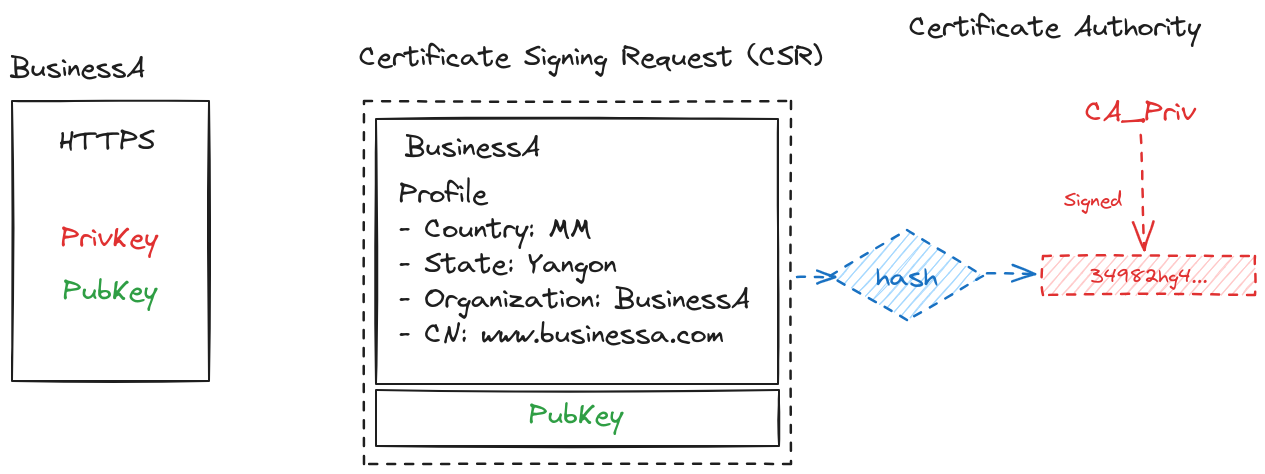 BusinessA
HTTPS
PrivKey
PubKey
Certificate Signing Request (CSR)
BusinessA
Profile
- Country: MM
- State: Yangon
- Organization: BusinessA
- CN: www.businessa.com
PubKey
hash
Certificate Authority
CA_Priv
Signed
34982hg4...